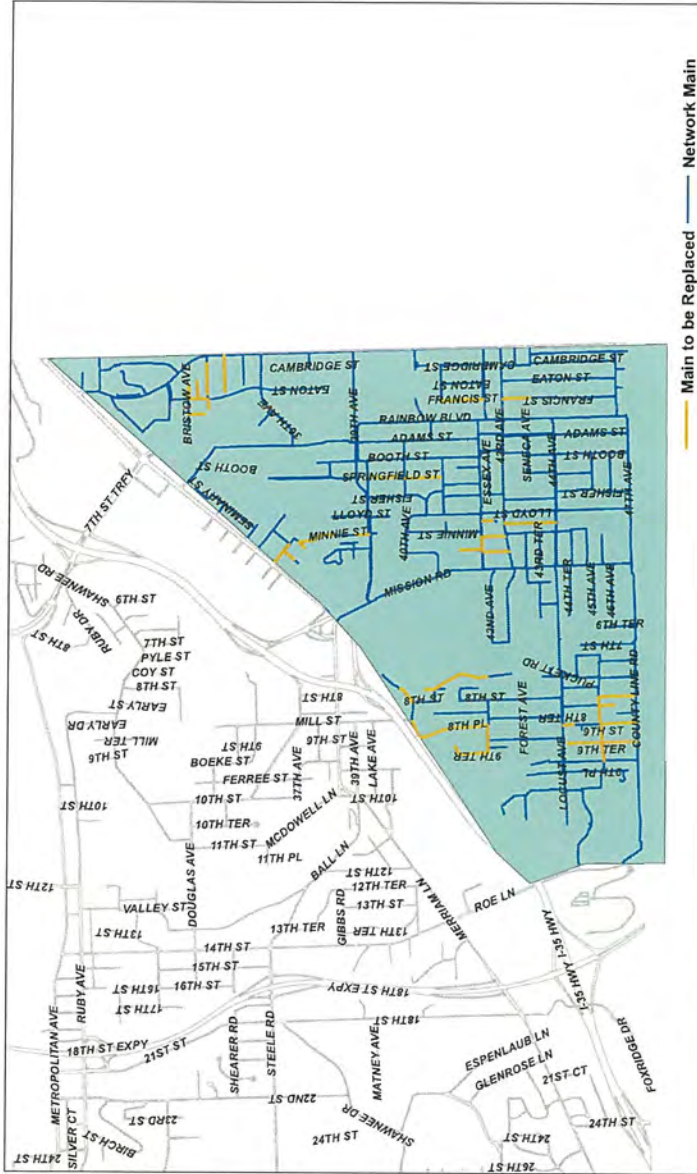 7TH ST TRFY
SHAWNEE RD
6TH ST
8TH ST
RUBY DR
7TH ST
PYLE ST
COY ST
8TH ST
EARLY ST
EARLY DR
MILL TER
9TH ST
10TH ST
12TH ST
8TH ST
MILL ST
9TH ST
9TH ST
BOEKE ST
FERREE ST
37TH AVE
39TH AVE
LAKE AVE
10TH ST
10TH ST
10TH TER
MCDOWELL LN
11TH ST
11TH PL
BALL LN
DOUGLAS AVE
12TH ST
12TH TER
13TH ST
GIBBS RD
13TH TER
13TH TER
VALLEY ST
13TH ST
14TH ST
15TH ST
16TH ST
16TH ST
17TH ST
METROPOLITAN AVE
RUBY AVE
18TH ST EXPY
18TH ST EXPY
21ST ST
SHEARER RD
STEELE RD
18TH ST
MATNEY AVE
MERRIAM LN
ROE LN
I-35 HWY
I-35 HWY
FOXRIDGE DR
ESPENLAUB LN
GLENROSE LN
21ST CT
22ND ST
23RD ST
SHAWNEE DR
24TH ST
24TH ST
24TH ST
26TH ST
BIRCH ST
SILVER CT
24TH ST
BRISTOW AVE
CAMBRIDGE ST
EATON ST
36TH AVE
39TH AVE
BOOTH ST
SEMINARY ST
RAINBOW BLVD
ADAMS ST
BOOTH ST
SPRINGFIELD ST
FISHER ST
LLOYD ST
MINNIE ST
40TH AVE
MINNIE ST
MISSION RD
CAMBRIDGE ST
EATON ST
FRANCIS ST
ESSEX AVE
43RD AVE
SENECA AVE
44TH AVE
CAMBRIDGE ST
EATON ST
FRANCIS ST
ADAMS ST
BOOTH ST
FISHER ST
47TH AVE
LLOYD ST
43RD TER
42ND AVE
44TH TER
45TH AVE
46TH AVE
6TH TER
7TH ST
PUCKETT RD
COUNTY LINE RD
8TH ST
8TH ST
8TH PL
9TH TER
FOREST AVE
8TH TER
LOCUST AVE
9TH ST
9TH TER
9TH PL
Main to be Replaced
Network Main